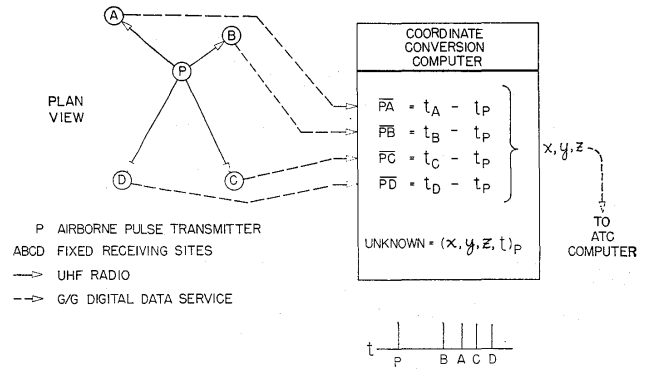 A
B
P
PLAN
VIEW
D
C
COORDINATE
CONVERSION
COMPUTER
PA = tA - tP
PB = tB - tP
PC = tC - tP
PD = tD - tP
UNKNOWN = (x, y, z, t)P
x, y, z
TO
ATC
COMPUTER
P AIRBORNE PULSE TRANSMITTER
ABCD FIXED RECEIVING SITES
UHF RADIO
G/G DIGITAL DATA SERVICE
t
P B A C D